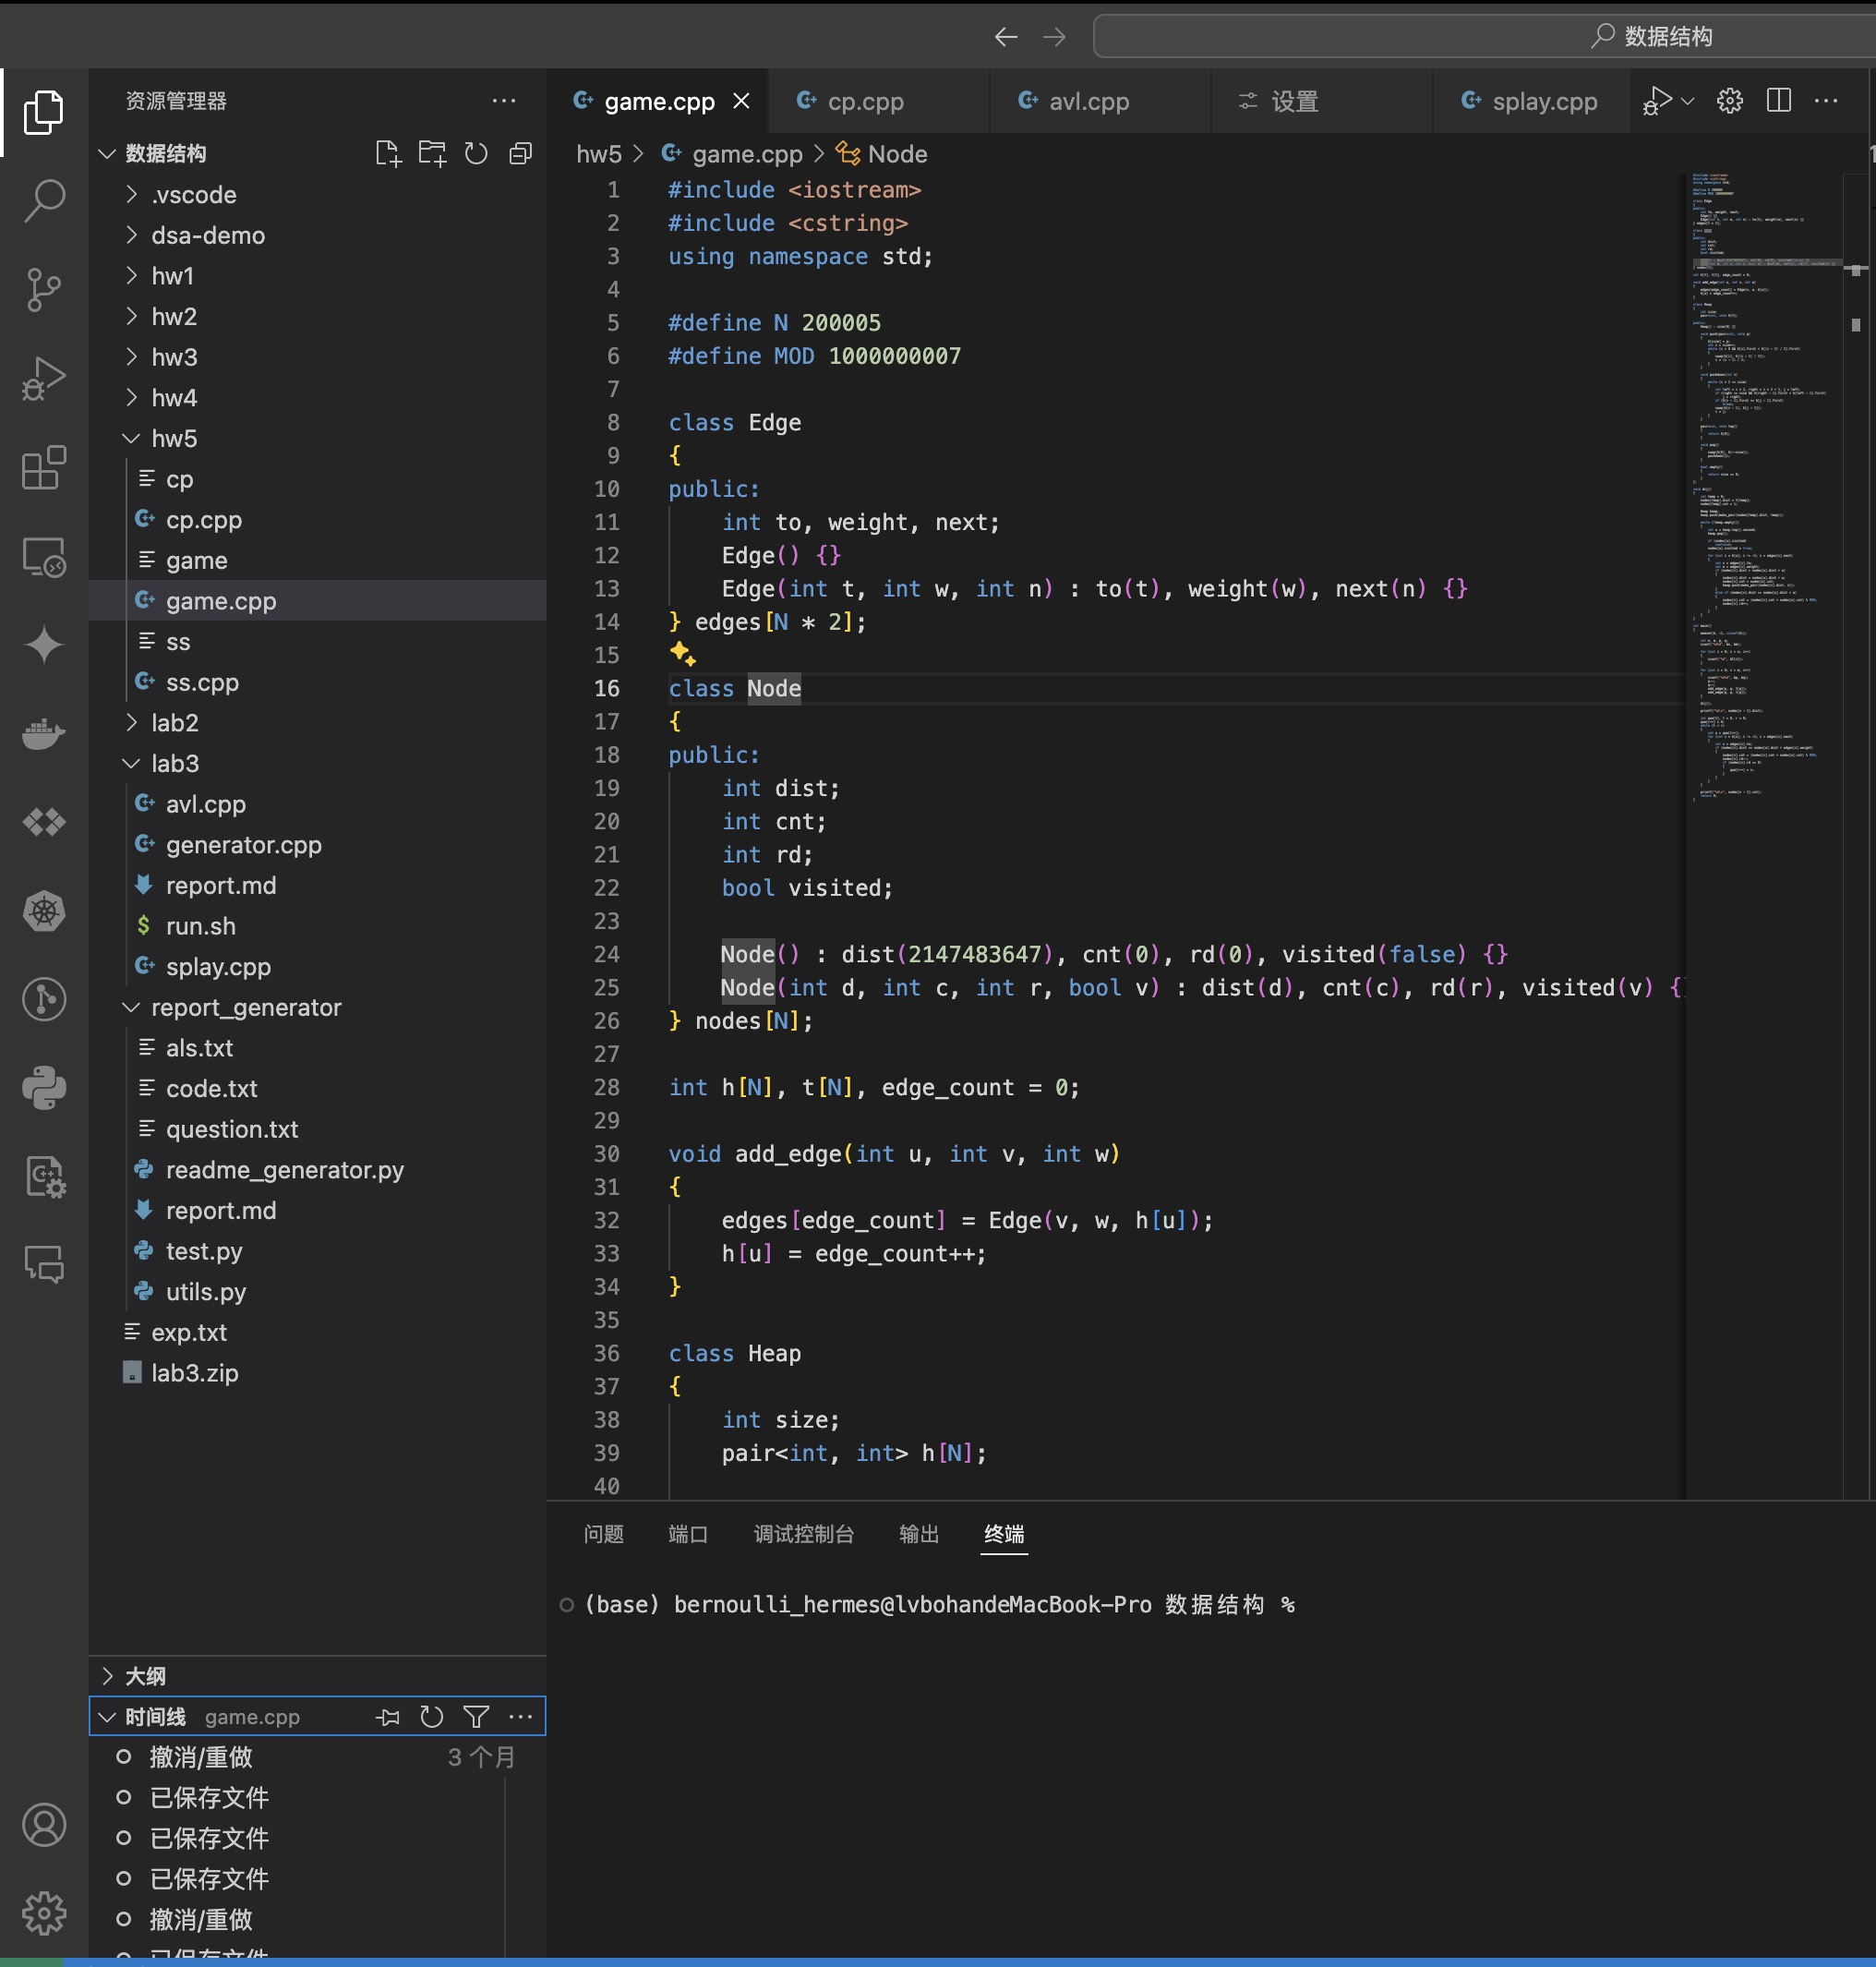 数据结构
资源管理器
game.cpp
cp.cpp
avl.cpp
设置
splay.cpp
数据结构
.vscode
dsa-demo
hw1
hw2
hw3
hw4
hw5
cp
cp.cpp
game
game.cpp
ss
ss.cpp
lab2
lab3
avl.cpp
generator.cpp
report.md
run.sh
splay.cpp
report_generator
als.txt
code.txt
question.txt
readme_generator.py
report.md
test.py
utils.py
exp.txt
lab3.zip
hw5 > game.cpp > Node
1 #include <iostream>
2 #include <cstring>
3 using namespace std;
4
5 #define N 200005
6 #define MOD 1000000007
7
8 class Edge
9 {
10 public:
11 int to, weight, next;
12 Edge() {}
13 Edge(int t, int w, int n) : to(t), weight(w), next(n) {}
14 } edges[N * 2];
15
16 class Node
17 {
18 public:
19 int dist;
20 int cnt;
21 int rd;
22 bool visited;
23
24 Node() : dist(2147483647), cnt(0), rd(0), visited(false) {}
25 Node(int d, int c, int r, bool v) : dist(d), cnt(c), rd(r), visited(v) {
26 } nodes[N];
27
28 int h[N], t[N], edge_count = 0;
29
30 void add_edge(int u, int v, int w)
31 {
32 edges[edge_count] = Edge(v, w, h[u]);
33 h[u] = edge_count++;
34 }
35
36 class Heap
37 {
38 int size;
39 pair<int, int> h[N];
40
问题 端口 调试控制台 输出 终端
(base) bernoulli_hermes@lvbohandeMacBook-Pro 数据结构 %
大纲
时间线 game.cpp
撤消/重做 3 个月
已保存文件
已保存文件
已保存文件
撤消/重做
已保存文件